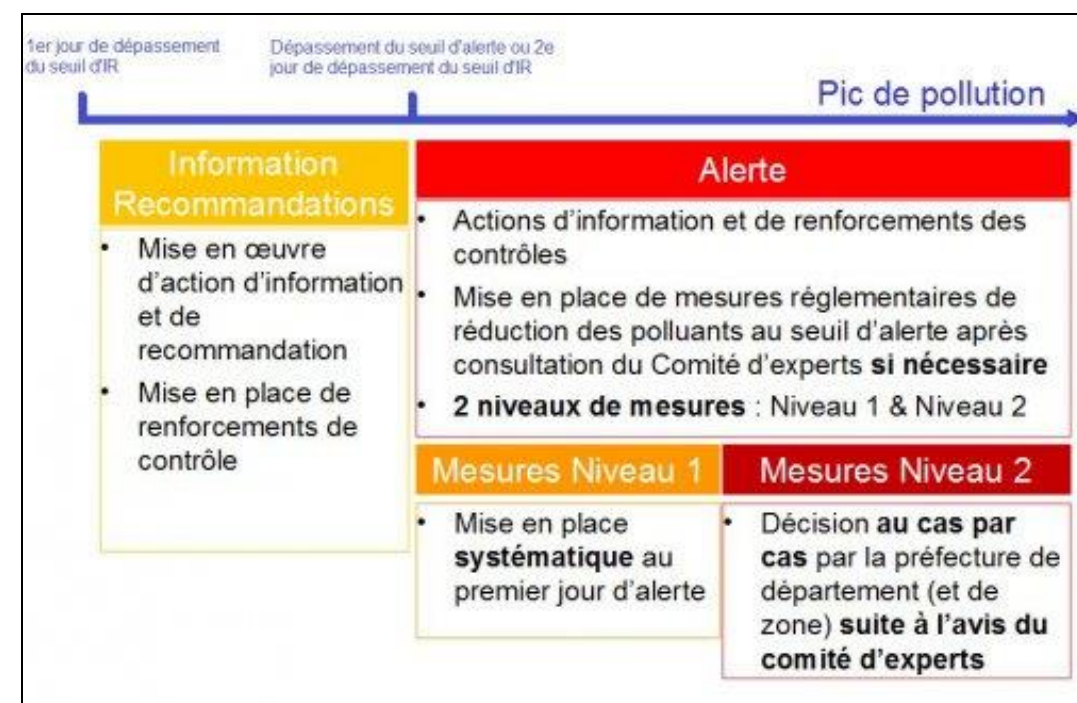 1er jour de dépassement
du seuil d'IR
Dépassement du seuil d'alerte ou 2e
jour de dépassement du seuil d'IR
Pic de pollution
Information
Recommandations
• Mise en œuvre
d'action d'information
et de
recommandation
• Mise en place de
renforcements de
contrôle
Alerte
• Actions d'information et de renforcements des
contrôles
• Mise en place de mesures réglementaires de
réduction des polluants au seuil d'alerte après
consultation du Comité d'experts si nécessaire
• 2 niveaux de mesures : Niveau 1 & Niveau 2
Mesures Niveau 1
• Mise en place
systématique au
premier jour d'alerte
Mesures Niveau 2
• Décision au cas par
cas par la préfecture de
département (et de
zone) suite à l'avis du
comité d'experts